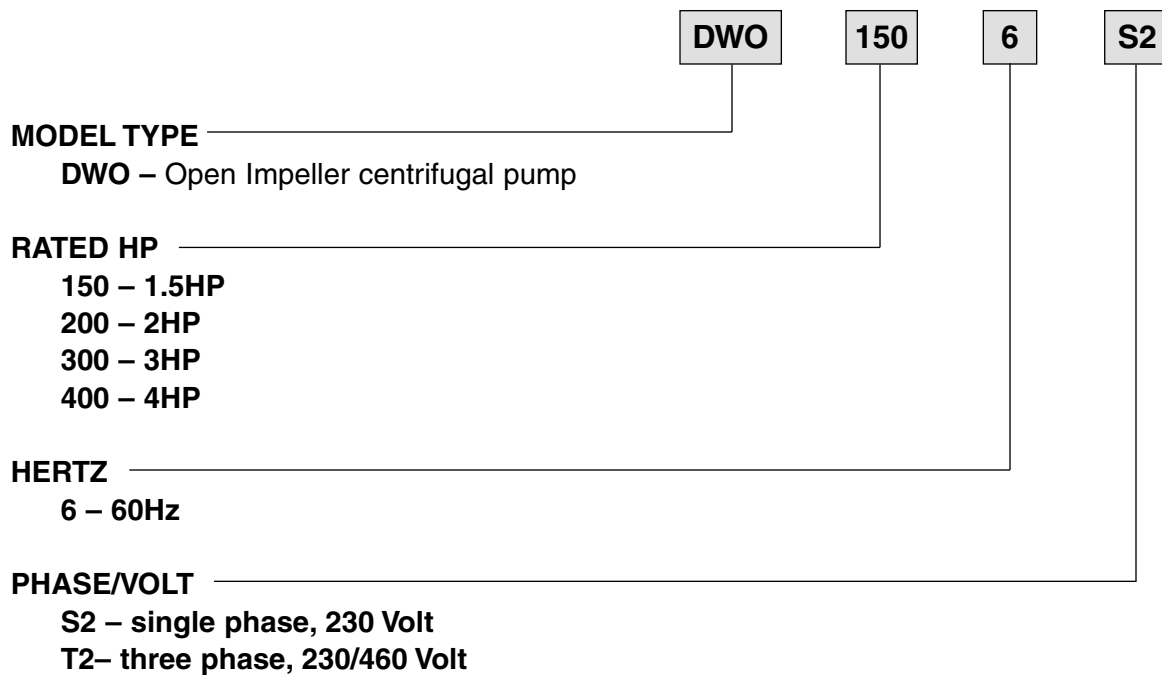 DWO 150 6 S2
MODEL TYPE
DWO – Open Impeller centrifugal pump
RATED HP
150 – 1.5HP
200 – 2HP
300 – 3HP
400 – 4HP
HERTZ
6 – 60Hz
PHASE/VOLT
S2 – single phase, 230 Volt
T2– three phase, 230/460 Volt